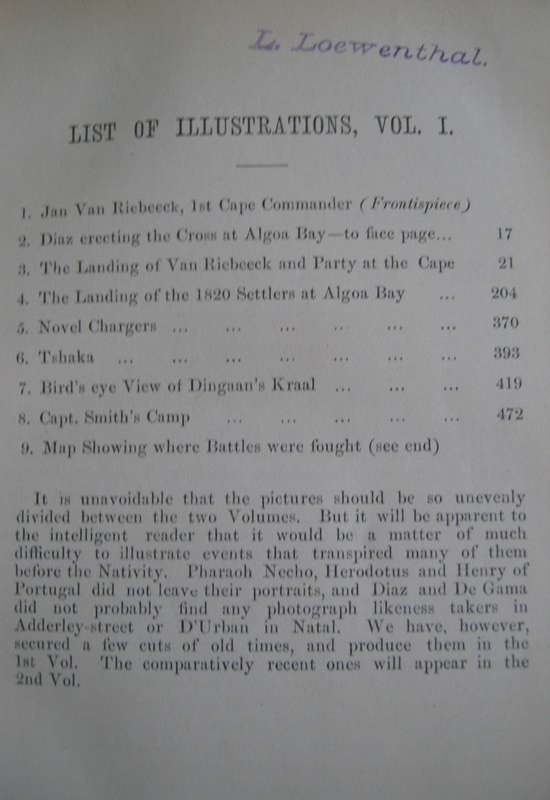 L. Loewenthal.
LIST OF ILLUSTRATIONS, VOL. I.
1. Jan Van Riebeeck, 1st Cape Commander (Frontispiece)
2. Diaz erecting the Cross at Algoa Bay—to face page... 17
3. The Landing of Van Riebeeck and Party at the Cape 21
4. The Landing of the 1820 Settlers at Algoa Bay ... 204
5. Novel Chargers ... ... ... ... ... ... 370
6. Tshaka ... ... ... ... ... ... ... 393
7. Bird's eye View of Dingaan's Kraal ... ... ... 419
8. Capt. Smith's Camp ... ... ... ... ... 472
9. Map Showing where Battles were fought (see end)
It is unavoidable that the pictures should be so unevenly
divided between the two Volumes. But it will be apparent to
the intelligent reader that it would be a matter of much
difficulty to illustrate events that transpired many of them
before the Nativity. Pharaoh Necho, Herodotus and Henry of
Portugal did not leave their portraits, and Diaz and De Gama
did not probably find any photograph likeness takers in
Adderley-street or D'Urban in Natal. We have, however,
secured a few cuts of old times, and produce them in the
1st Vol. The comparatively recent ones will appear in the
2nd Vol.